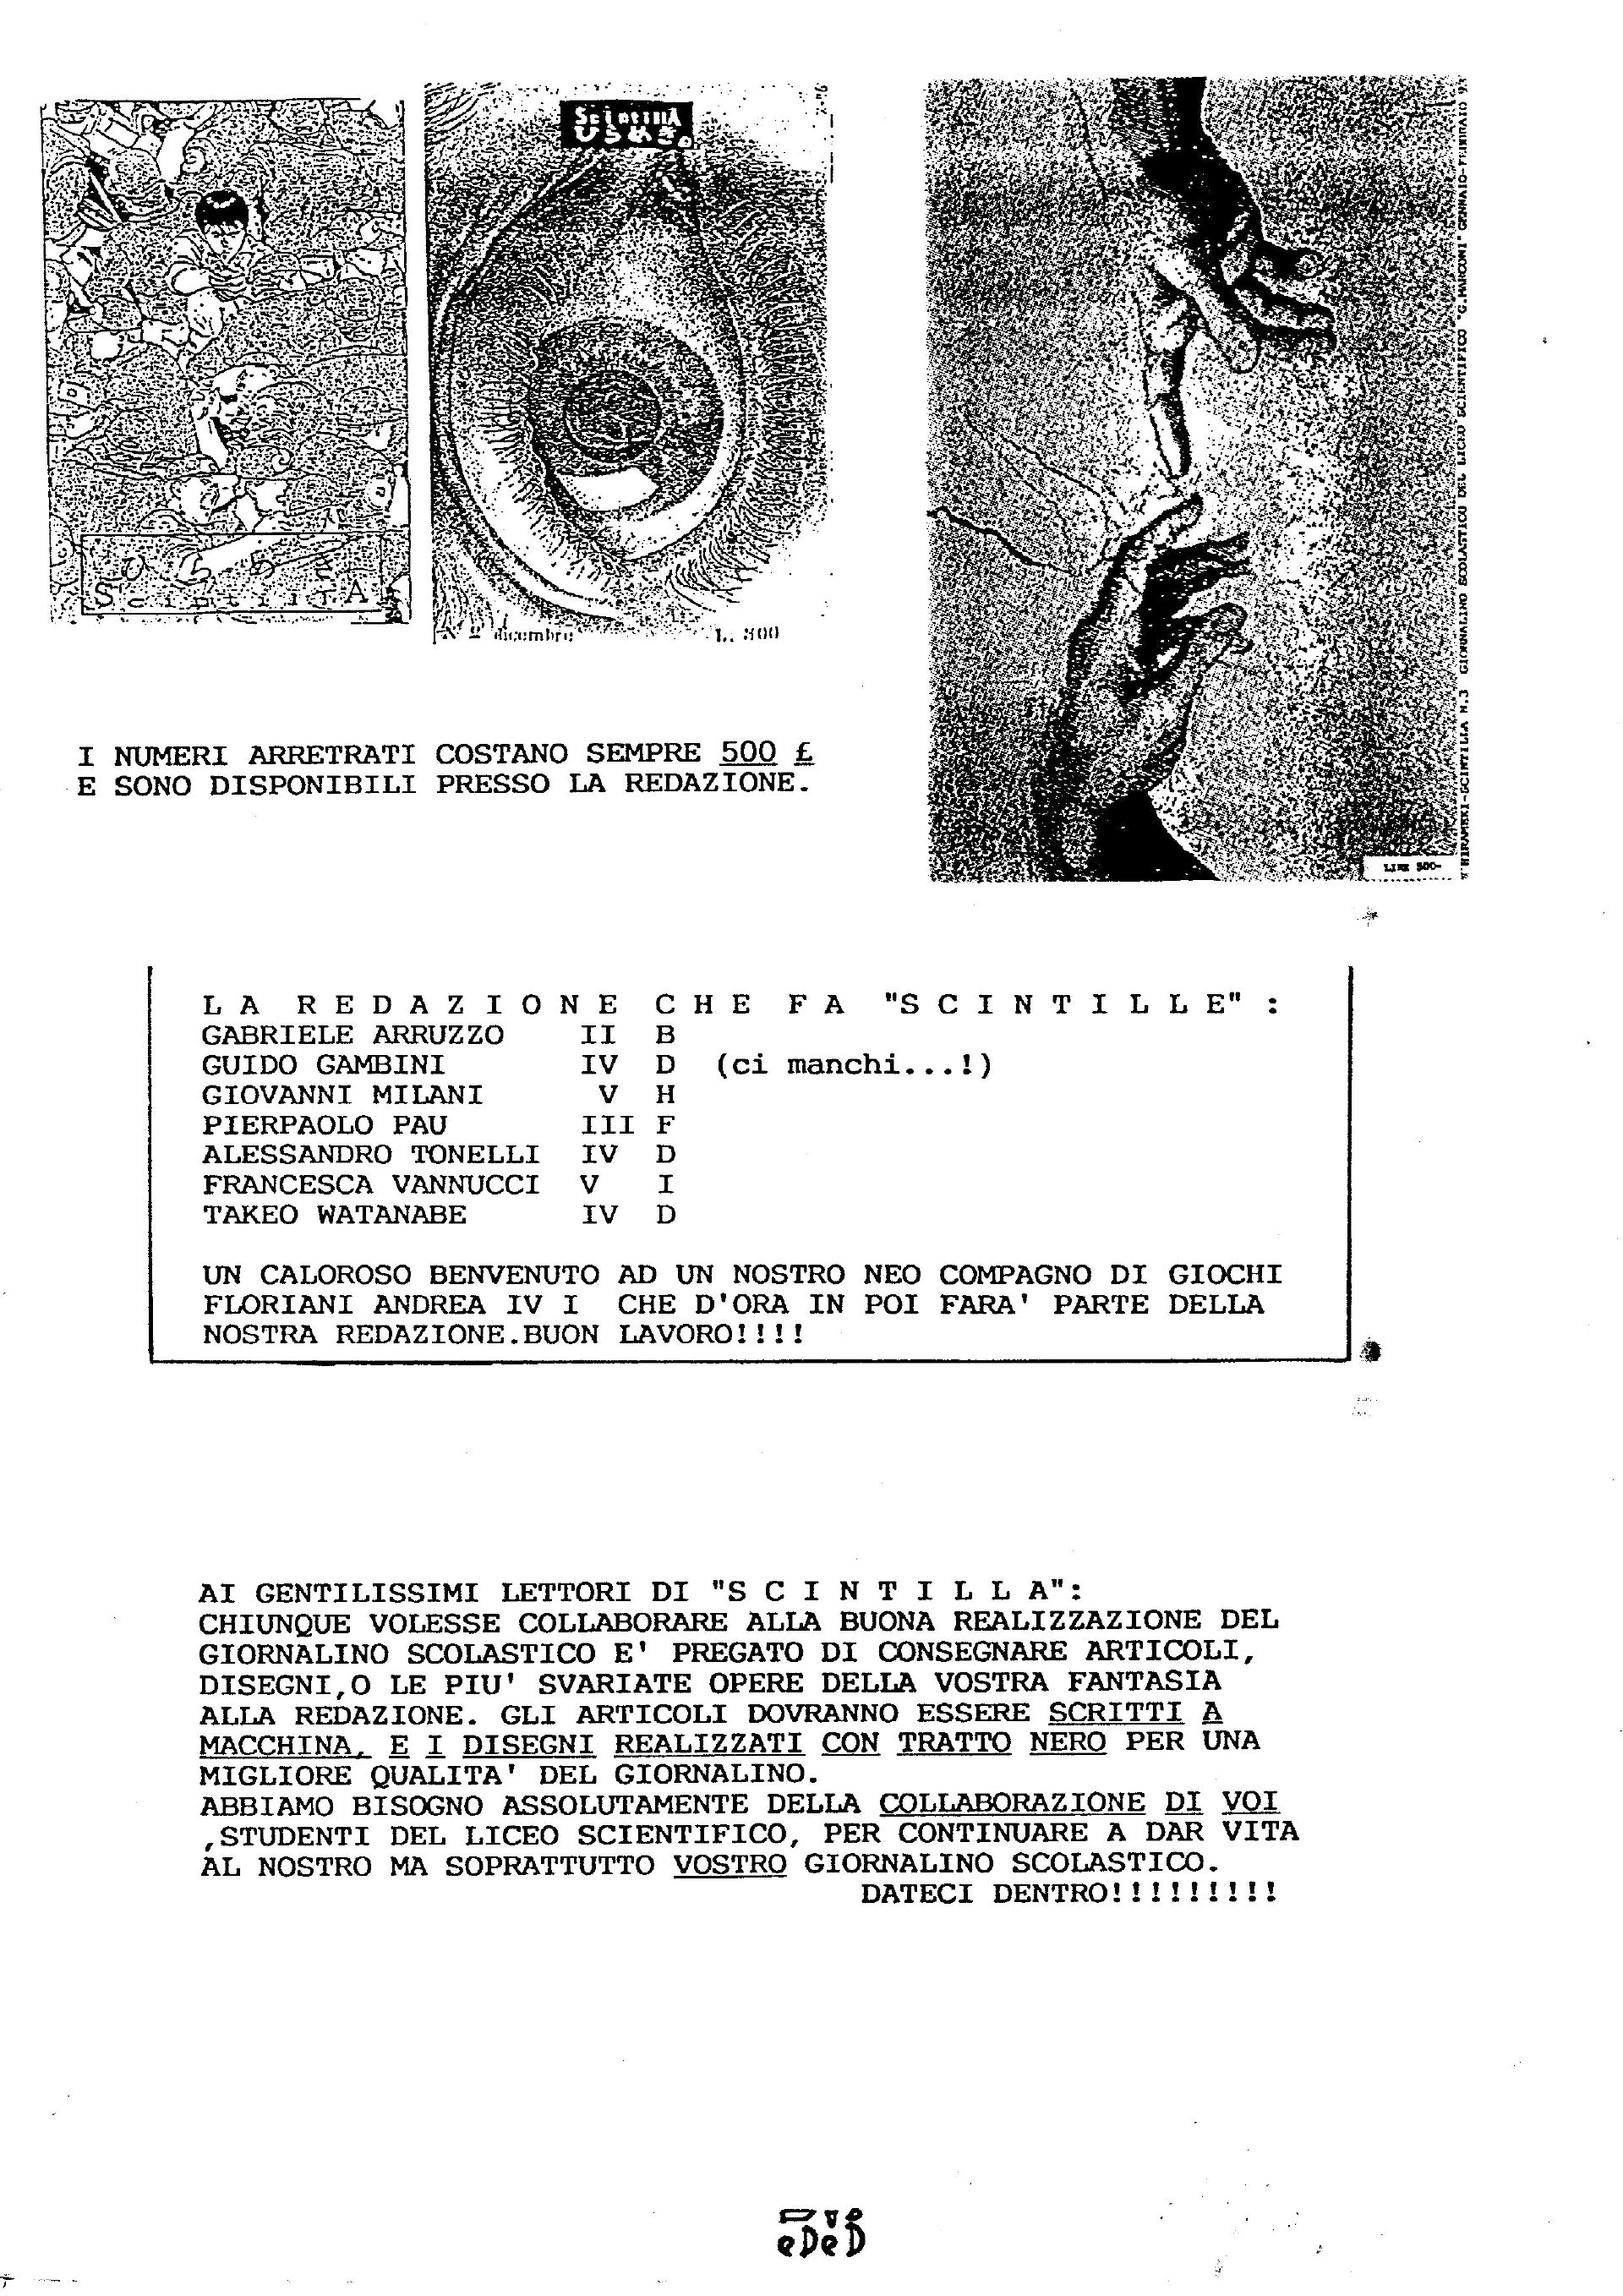 ScintillA
ひらめき。
ScintillA
N° 2 dicembre L. 500
"HIRAMEKI-SCINTILLA N.3 GIORNALINO SCOLASTICO DEL LICEO SCIENTIFICO "G.MARCONI" GENNAIO-FEBBRAIO 93
LIRE 500-
I NUMERI ARRETRATI COSTANO SEMPRE 500 £
E SONO DISPONIBILI PRESSO LA REDAZIONE.
LA REDAZIONE CHE FA "SCINTILLE" :
GABRIELE ARRUZZO II B
GUIDO GAMBINI IV D (ci manchi...!)
GIOVANNI MILANI V H
PIERPAOLO PAU III F
ALESSANDRO TONELLI IV D
FRANCESCA VANNUCCI V I
TAKEO WATANABE IV D
UN CALOROSO BENVENUTO AD UN NOSTRO NEO COMPAGNO DI GIOCHI
FLORIANI ANDREA IV I CHE D'ORA IN POI FARA' PARTE DELLA
NOSTRA REDAZIONE.BUON LAVORO!!!!
AI GENTILISSIMI LETTORI DI "S C I N T I L L A":
CHIUNQUE VOLESSE COLLABORARE ALLA BUONA REALIZZAZIONE DEL
GIORNALINO SCOLASTICO E' PREGATO DI CONSEGNARE ARTICOLI,
DISEGNI,O LE PIU' SVARIATE OPERE DELLA VOSTRA FANTASIA
ALLA REDAZIONE. GLI ARTICOLI DOVRANNO ESSERE SCRITTI A
MACCHINA, E I DISEGNI REALIZZATI CON TRATTO NERO PER UNA
MIGLIORE QUALITA' DEL GIORNALINO.
ABBIAMO BISOGNO ASSOLUTAMENTE DELLA COLLABORAZIONE DI VOI
,STUDENTI DEL LICEO SCIENTIFICO, PER CONTINUARE A DAR VITA
AL NOSTRO MA SOPRATTUTTO VOSTRO GIORNALINO SCOLASTICO.
DATECI DENTRO!!!!!!!!!